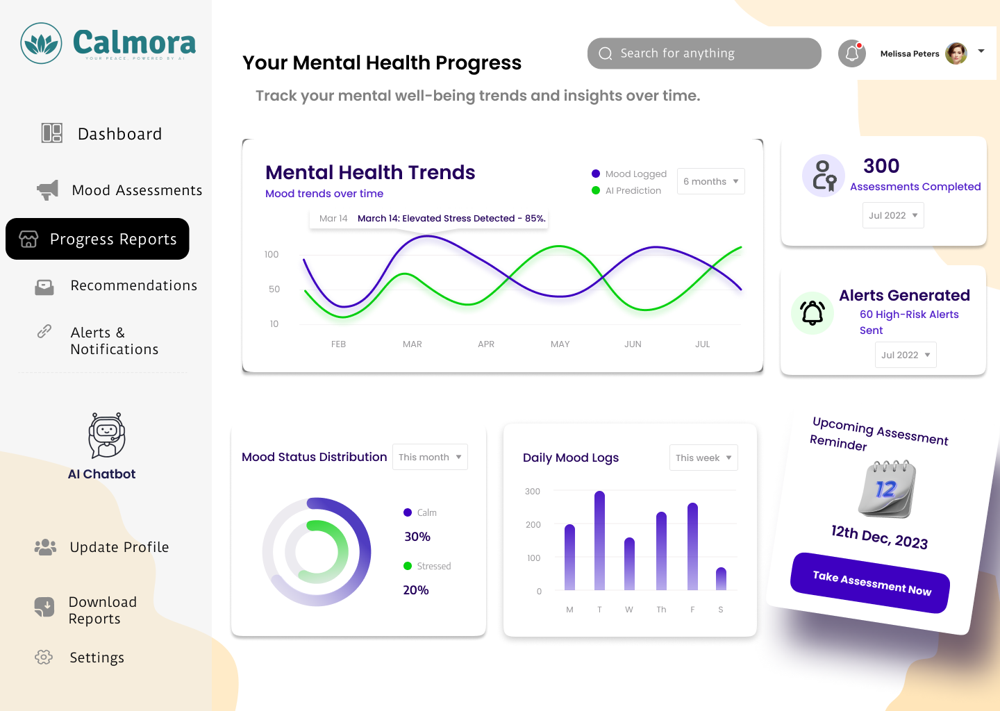 Calmora
YOUR PEACE, POWERED BY AI
Dashboard
Mood Assessments
Progress Reports
Recommendations
Alerts &
Notifications
AI Chatbot
Update Profile
Download
Reports
Settings
Your Mental Health Progress
Search for anything
Melissa Peters
Track your mental well-being trends and insights over time.
Mental Health Trends
Mood trends over time
Mood Logged
AI Prediction
6 months
Mar 14 March 14: Elevated Stress Detected - 85%.
100
50
10
FEB MAR APR MAY JUN JUL
300
Assessments Completed
Jul 2022
Alerts Generated
60 High-Risk Alerts
Sent
Jul 2022
Mood Status Distribution
This month
Calm
30%
Stressed
20%
Daily Mood Logs
This week
300
200
100
0
M T W Th F S
Upcoming Assessment
Reminder
12
12th Dec, 2023
Take Assessment Now